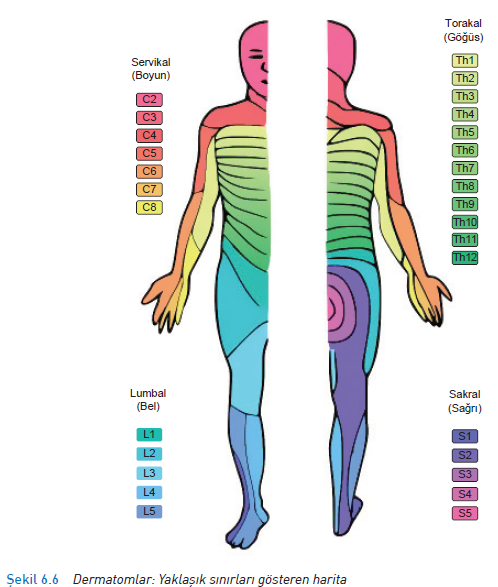 Servikal
(Boyun)
C2
C3
C4
C5
C6
C7
C8
Torakal
(Göğüs)
Th1
Th2
Th3
Th4
Th5
Th6
Th7
Th8
Th9
Th10
Th11
Th12
Lumbal
(Bel)
L1
L2
L3
L4
L5
Sakral
(Sağrı)
S1
S2
S3
S4
S5
Şekil 6.6 Dermatomlar: Yaklaşık sınırları gösteren harita